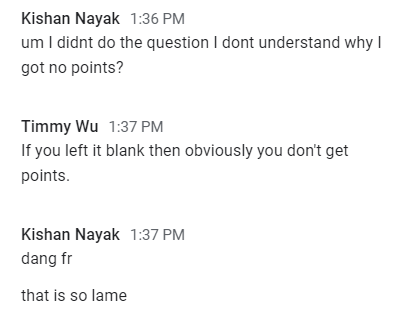 Kishan Nayak 1:36 PM
um I didnt do the question I dont understand why I
got no points?
Timmy Wu 1:37 PM
If you left it blank then obviously you don't get
points.
Kishan Nayak 1:37 PM
dang fr
that is so lame